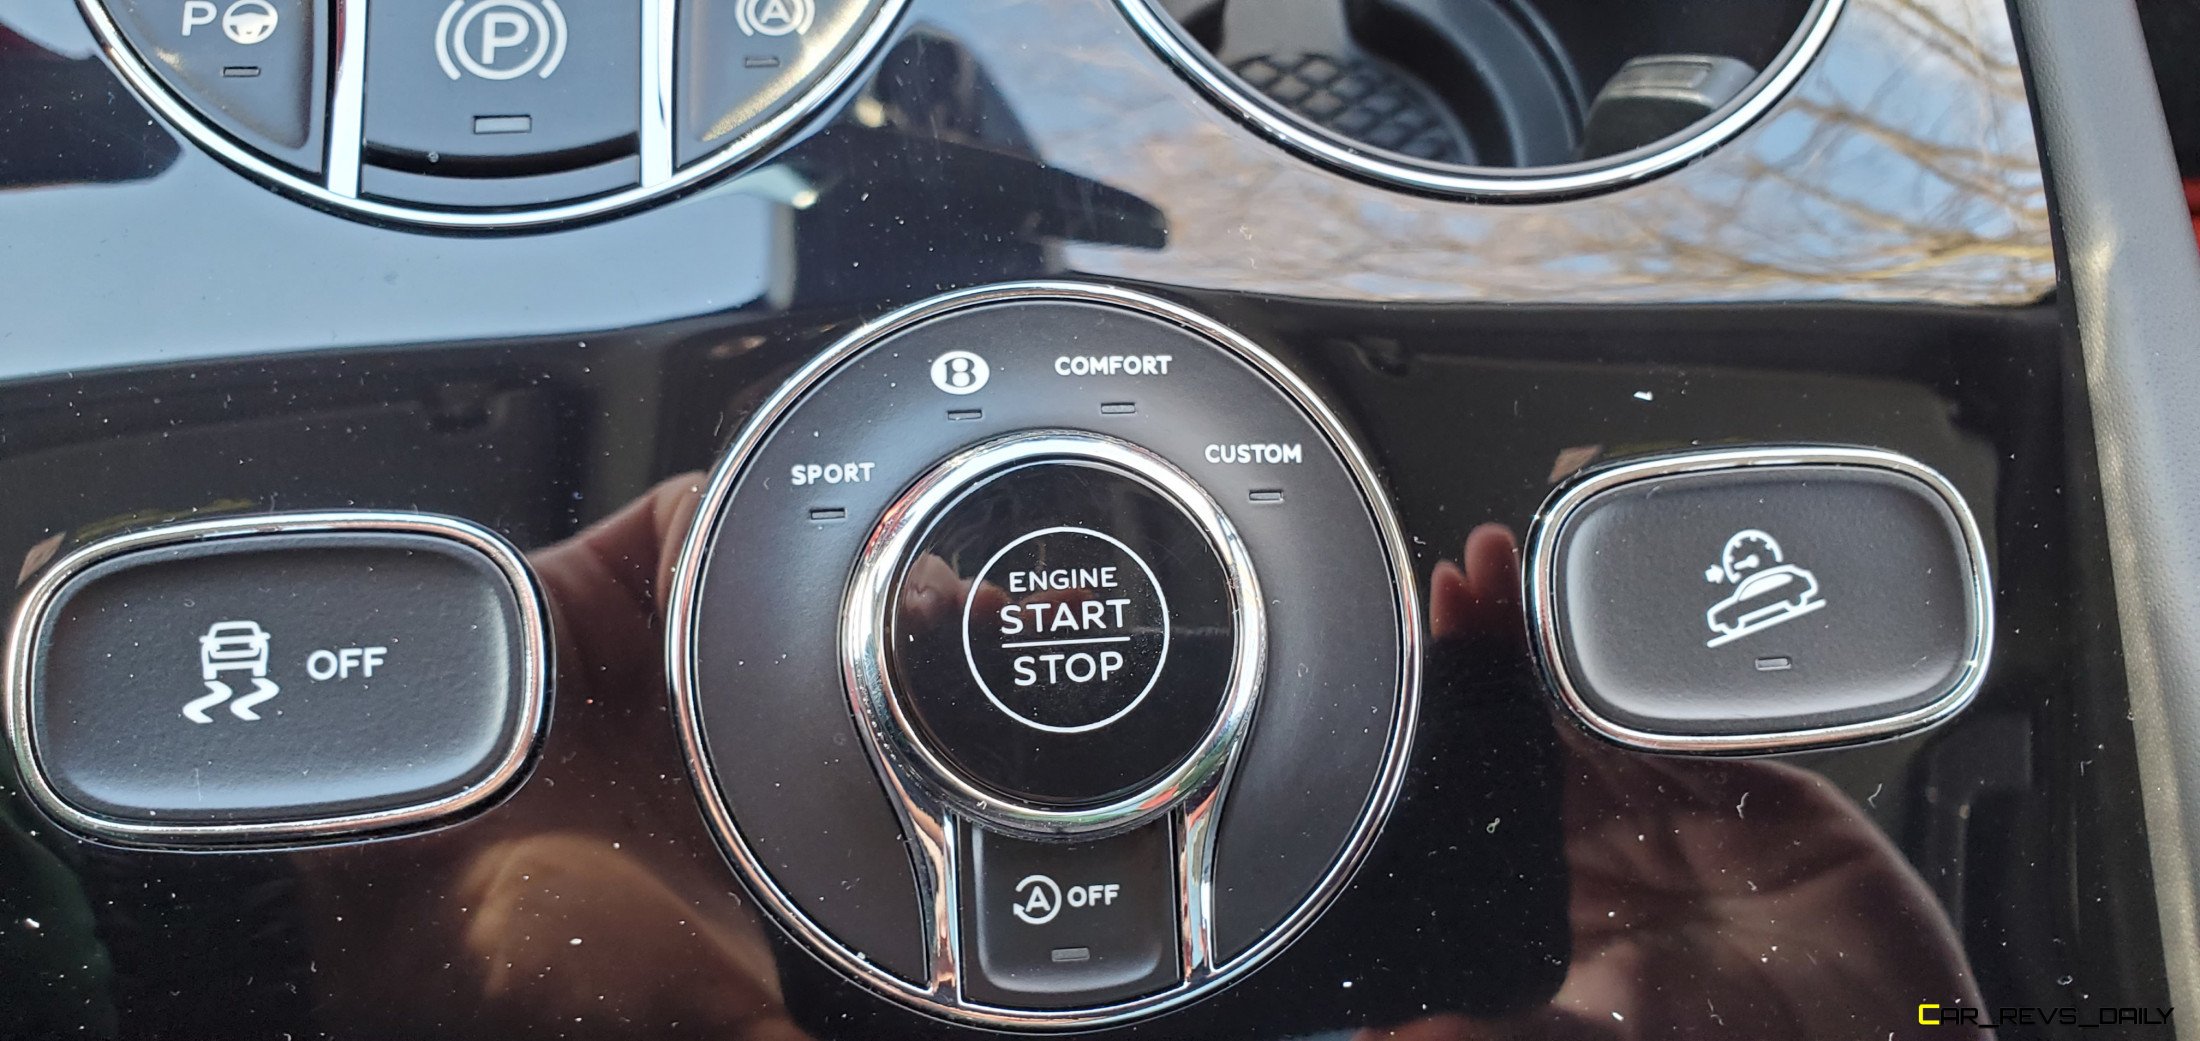 P
P
A
B
COMFORT
SPORT
CUSTOM
ENGINE
START
STOP
OFF
A OFF
CAR_REVS_DAILY